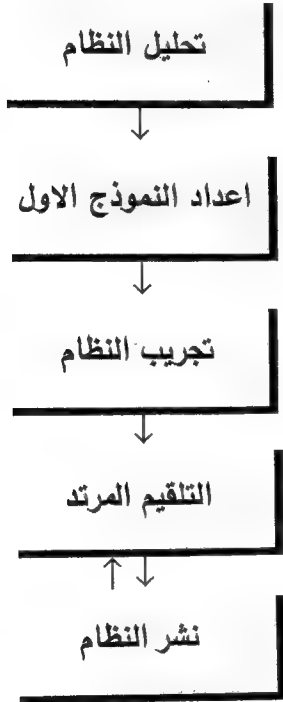 تحليل النظام
اعداد النموذج الاول
تجريب النظام
التلقيم المرتد
نشر النظام